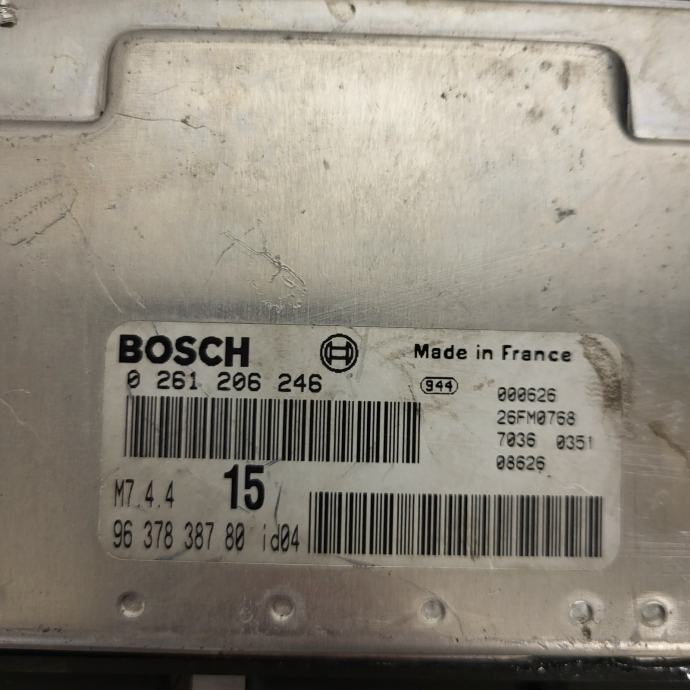 BOSCH
Made in France
0 261 206 246
944
000626
26FM0768
7036 0351
08626
M7.4.4
15
96 378 387 80 id04